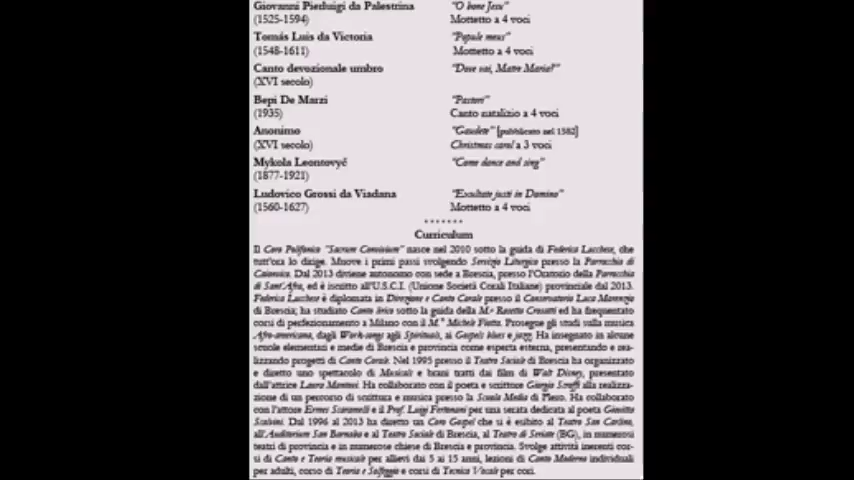 Giovanni Pierluigi da Palestrina "O bone Jesu"
(1525-1594) Mottetto a 4 voci
Tomás Luis da Victoria "Popule meus"
(1548-1611) Mottetto a 4 voci
Canto devozionale umbro "Dove vai, Madre Maria?"
(XVI secolo)
Bepi De Marzi "Pastori"
(1935) Canto natalizio a 4 voci
Anonimo "Gaudete" [pubblicato nel 1582]
(XVI secolo) Christmas carol a 3 voci
Mykola Leontovyč "Come dance and sing"
(1877-1921)
Ludovico Grossi da Viadana "Exultate justi in Domino"
(1560-1627) Mottetto a 4 voci
*******
Curriculum
Il Coro Polifonico "Sacrum Convivium" nasce nel 2010 sotto la guida di Federica Lucchese, che
tutt'ora lo dirige. Muove i primi passi svolgendo Servizio Liturgico presso la Parrocchia di
Caionvico. Dal 2013 diviene autonomo con sede a Brescia, presso l'Oratorio della Parrocchia
di Sant'Afra, ed è iscritto all'U.S.C.I. (Unione Società Corali Italiane) provinciale dal 2013.
Federica Lucchese è diplomata in Direzione e Canto Corale presso il Conservatorio Luca Marenzio
di Brescia; ha studiato Canto lirico sotto la guida della M.a Rosetta Crosatti ed ha frequentato
corsi di perfezionamento a Milano con il M.° Michele Fiotta. Prosegue gli studi sulla musica
Afro-americana, dagli Work-songs agli Spirituals, ai Gospels blues e jazz. Ha insegnato in alcune
scuole elementari e medie di Brescia e provincia come esperta esterna, presentando e rea-
lizzando progetti di Canto Corale. Nel 1995 presso il Teatro Sociale di Brescia ha organizzato
e diretto uno spettacolo di Musicals e brani tratti dai film di Walt Disney, presentato
dall'attrice Laura Mantovi. Ha collaborato con il poeta e scrittore Giorgio Scroffi alla realizza-
zione di un percorso di scrittura e musica presso la Scuola Media di Flero. Ha collaborato
con l'attore Ermes Scaramelli e il Prof. Luigi Fertonani per una serata dedicata al poeta Giovita
Scalvini. Dal 1996 al 2013 ha diretto un Coro Gospel che si è esibito al Teatro San Carlino,
all'Auditorium San Barnaba e al Teatro Sociale di Brescia, al Teatro di Seriate (BG), in numerosi
teatri di provincia e in numerose chiese di Brescia e provincia. Svolge attività inerenti cor-
si di Canto e Teoria musicale per allievi dai 5 ai 15 anni, lezioni di Canto Moderno individuali
per adulti, corso di Teoria e Solfeggio e corsi di Tecnica Vocale per cori.